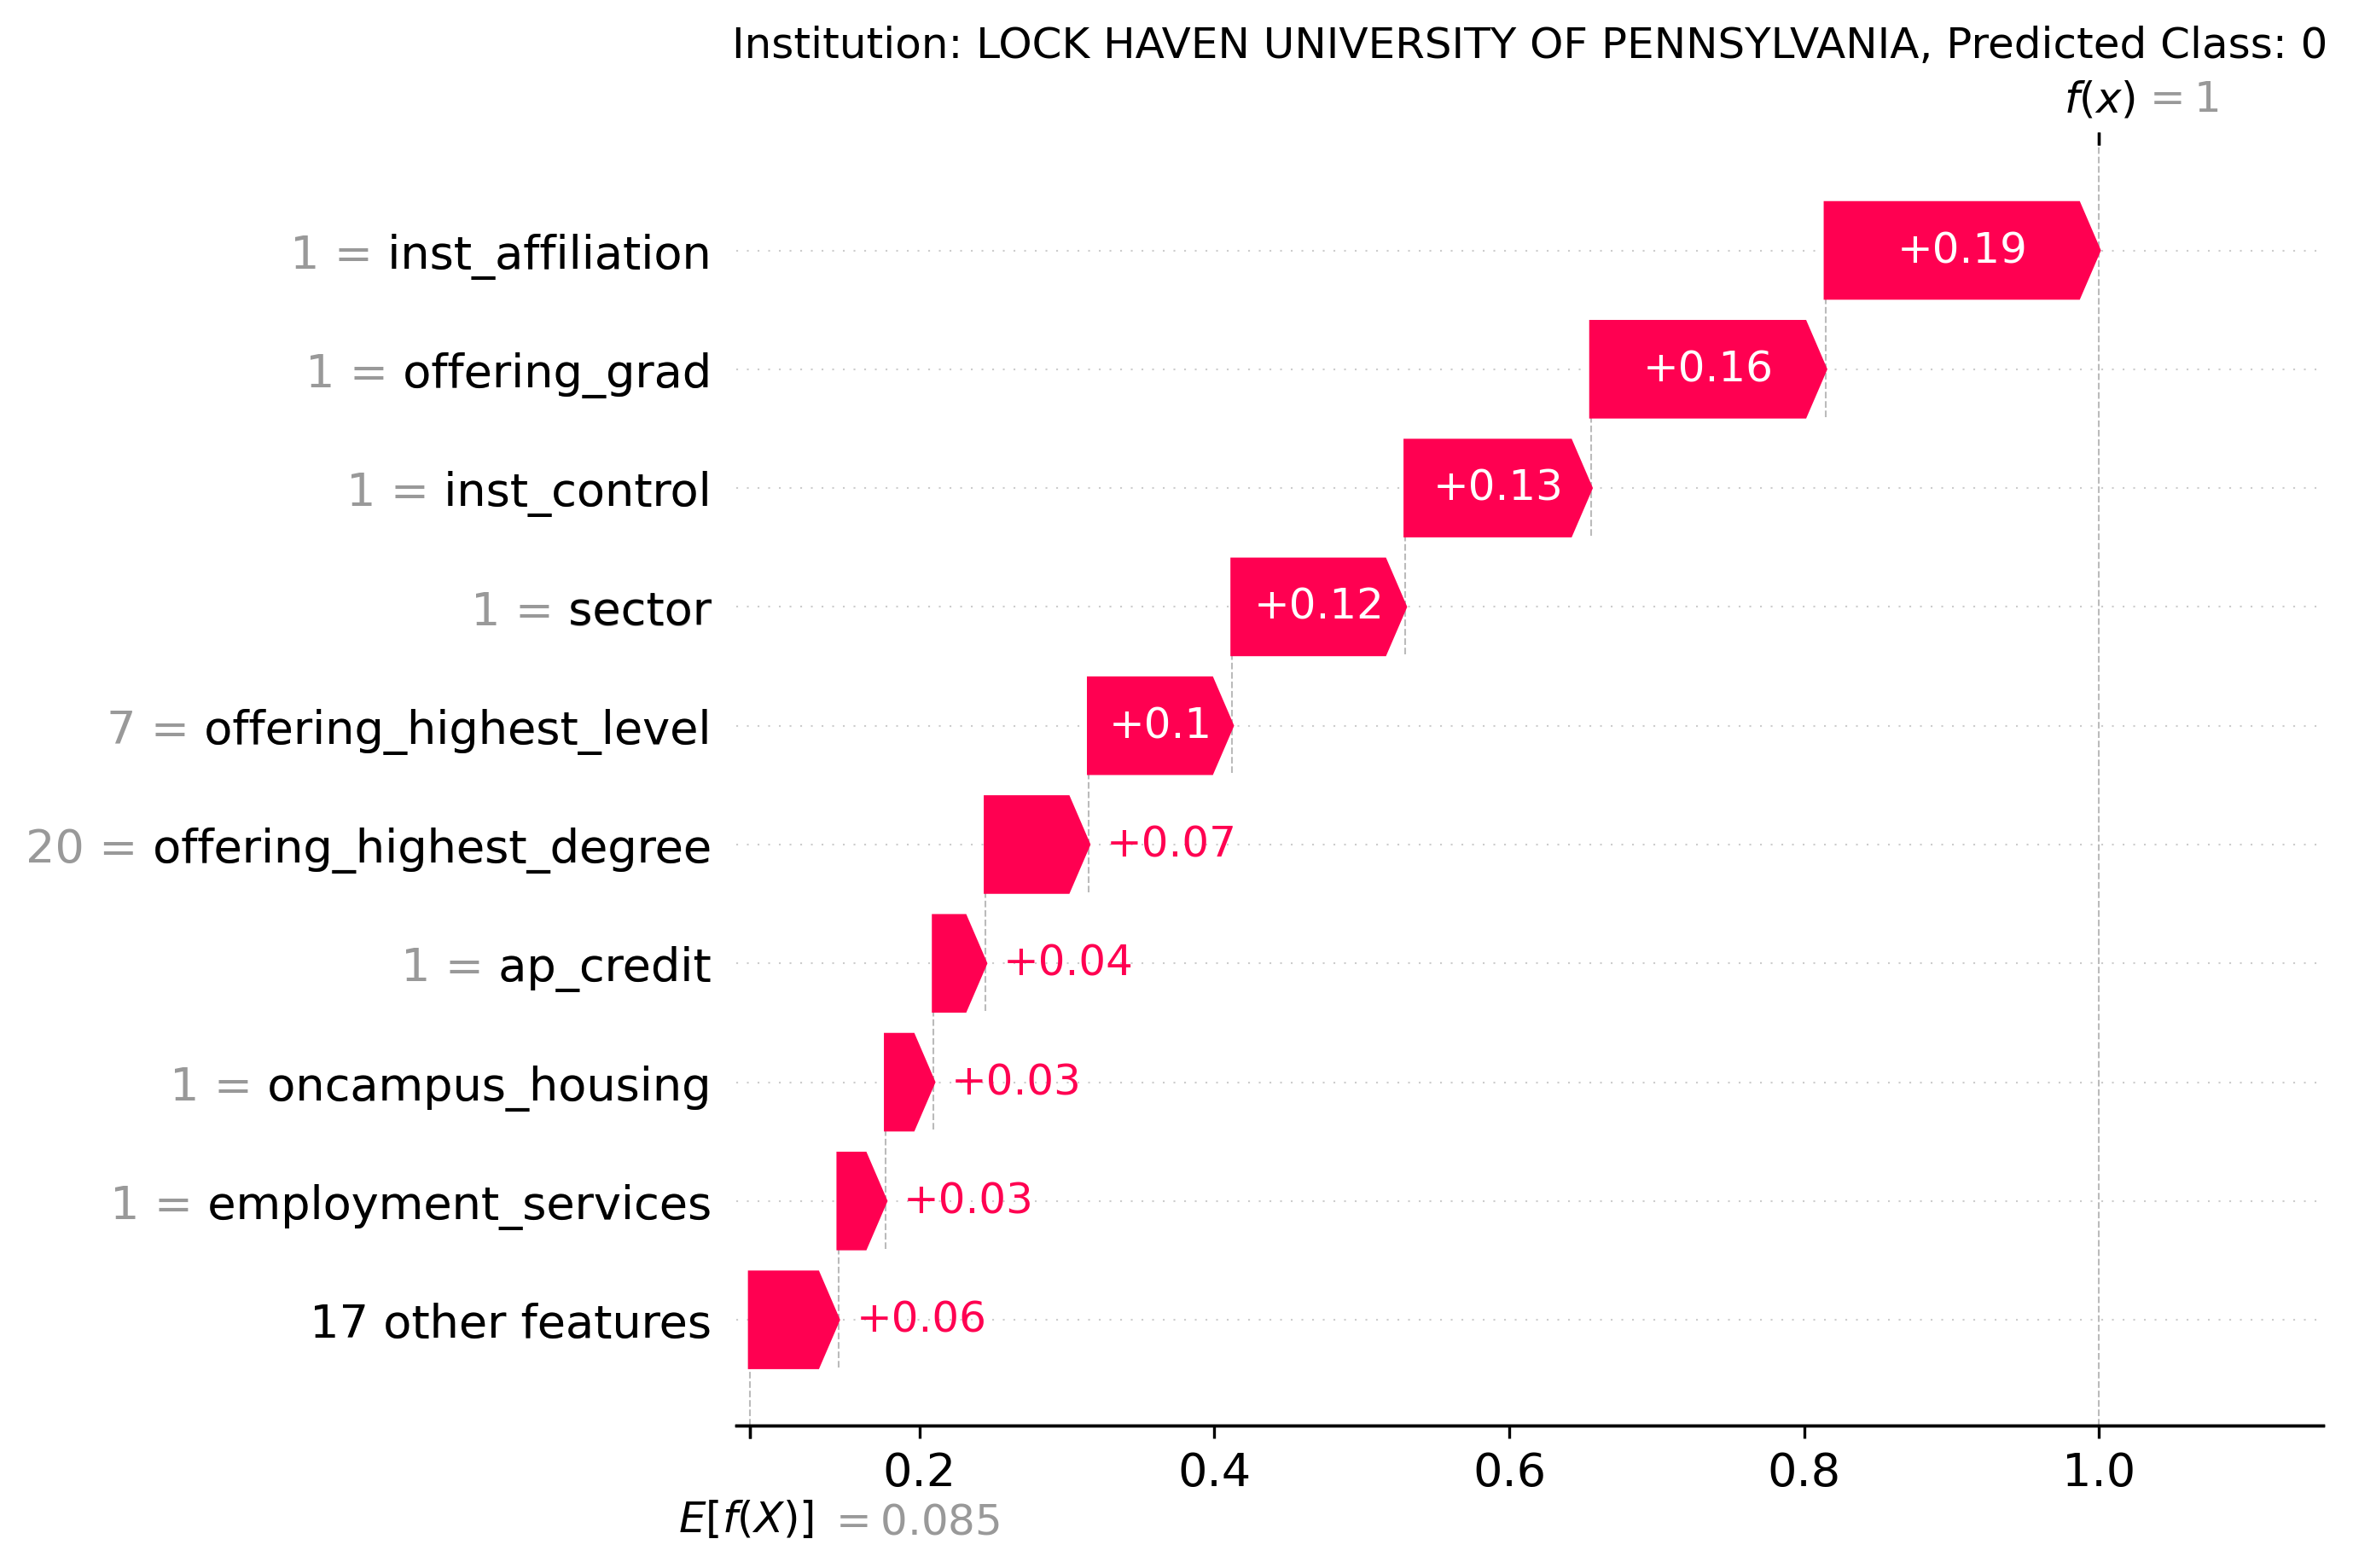 Institution: LOCK HAVEN UNIVERSITY OF PENNSYLVANIA, Predicted Class: 0
f(x) = 1
1 = inst_affiliation +0.19
1 = offering_grad +0.16
1 = inst_control +0.13
1 = sector +0.12
7 = offering_highest_level +0.1
20 = offering_highest_degree +0.07
1 = ap_credit +0.04
1 = oncampus_housing +0.03
1 = employment_services +0.03
17 other features +0.06
0.2 0.4 0.6 0.8 1.0
E[f(X)] = 0.085